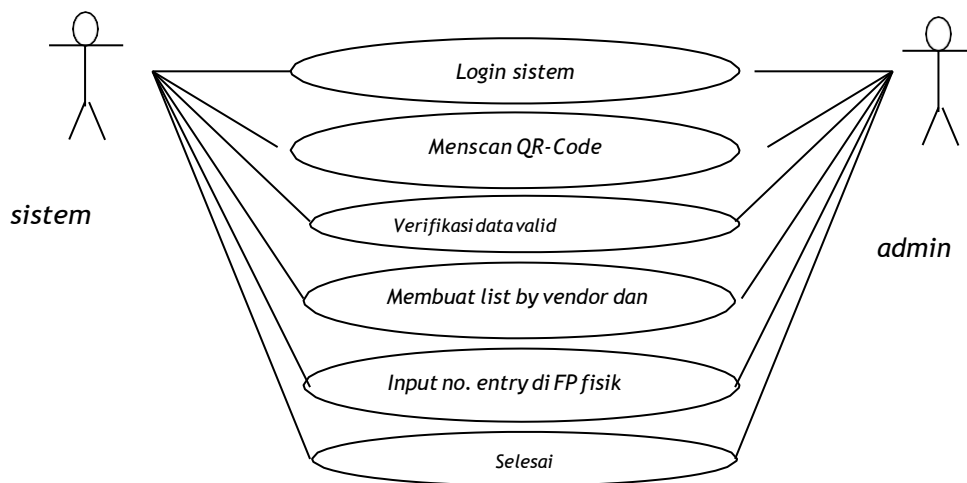 Login sistem
Menscan QR-Code
sistem
Verifikasi data valid
admin
Membuat list by vendor dan
Input no. entry di FP fisik
Selesai